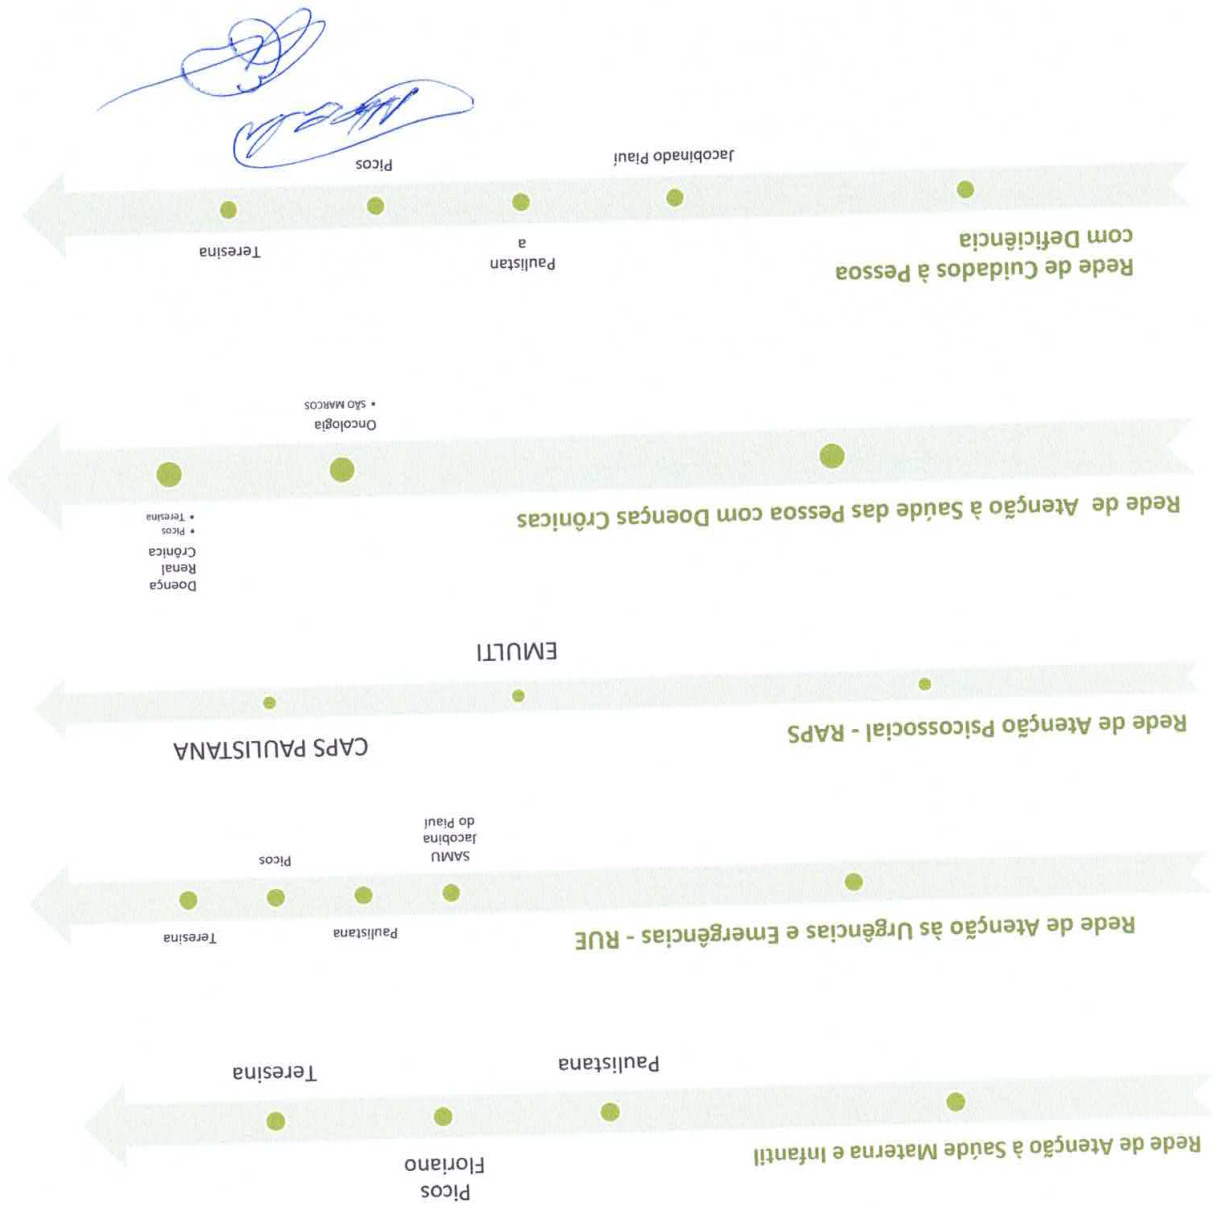 Rede de Atenção à Saúde Materna e Infantil
Paulistana
Picos
Floriano
Teresina
Rede de Atenção às Urgências e Emergências - RUE
SAMU
Jacobina
do Piauí
Paulistana
Picos
Teresina
Rede de Atenção Psicossocial - RAPS
EMULTI
CAPS PAULISTANA
Rede de Atenção à Saúde das Pessoa com Doenças Crônicas
Oncologia
• SÃO MARCOS
Doença
Renal
Crônica
• Picos
• Teresina
Rede de Cuidados à Pessoa
com Deficiência
Jacobinado Piauí
Paulistan
a
Picos
Teresina